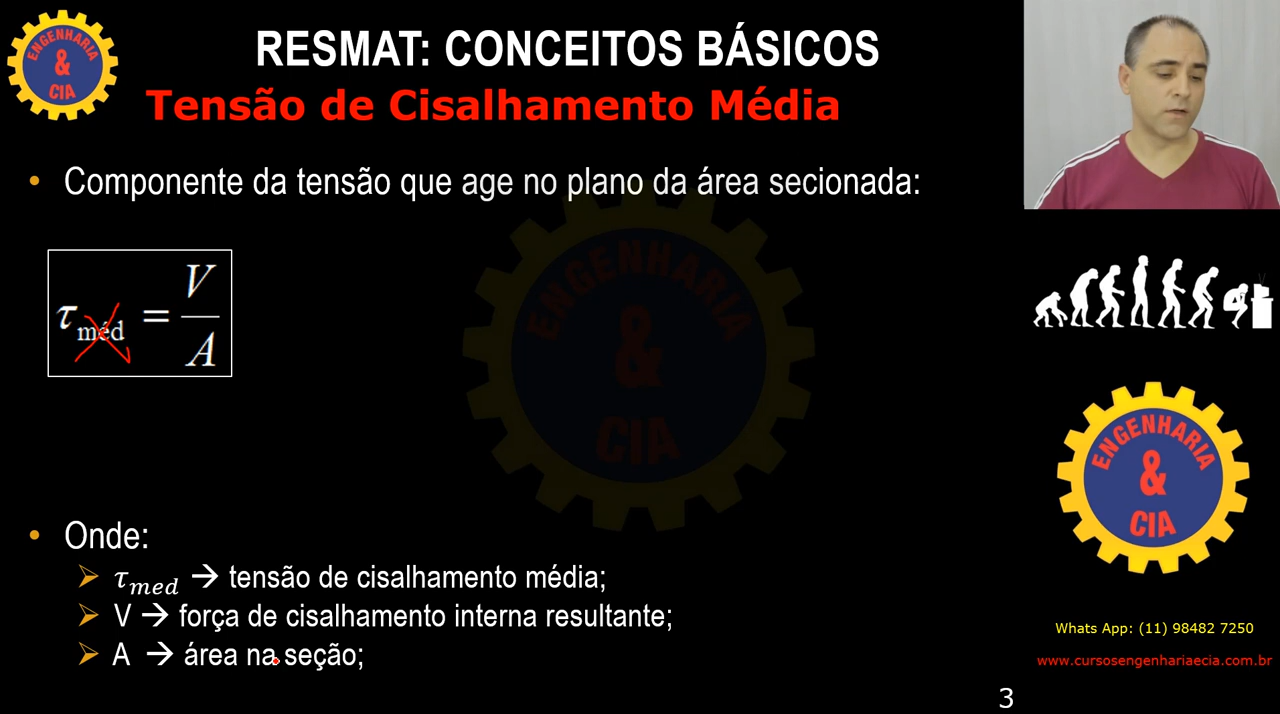 ENGENHARIA
&
CIA
RESMAT: CONCEITOS BÁSICOS
Tensão de Cisalhamento Média
• Componente da tensão que age no plano da área secionada:
τméd = V/A
ENGENHARIA
&
CIA
• Onde:
➢ τmed → tensão de cisalhamento média;
➢ V → força de cisalhamento interna resultante;
➢ A → área na seção;
ENGENHARIA
&
CIA
Whats App: (11) 98482 7250
www.cursosengenhariaecia.com.br
3